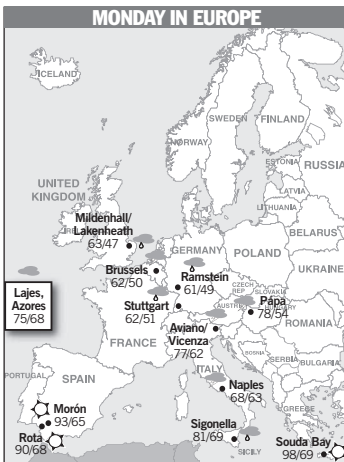 MONDAY IN EUROPE
ICELAND
SWEDEN
FINLAND
NORWAY
ESTONIA
RUSSIA
LATVIA
LITHUANIA
UNITED
KINGDOM
BELARUS
Mildenhall/
Lakenheath
63/47
POLAND
GERMANY
UKRAINE
Brussels
62/50
Ramstein
61/49
CZECH
REP
SLOVAKIA
Lajes,
Azores
75/68
Stuttgart
62/51
AUSTRIA
HUNGARY
Pápa
78/54
Aviano/
Vicenza
77/62
ROMANIA
FRANCE
BOSNIA
SERBIA
BULGARIA
ITALY
PORTUGAL
SPAIN
Naples
68/63
Morón
93/65
GREECE
Sigonella
81/69
Rota
90/68
SICILY
Souda Bay
98/69